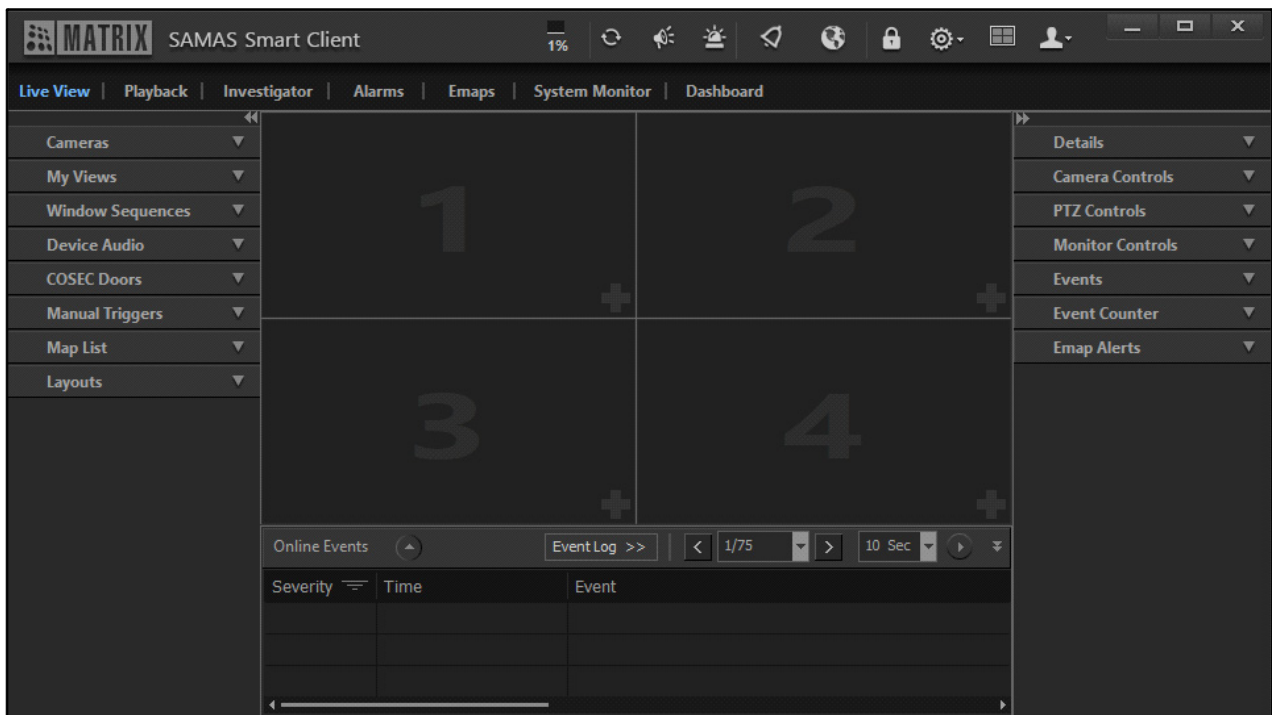 MATRIX SAMAS Smart Client 1%
Live View | Playback | Investigator | Alarms | Emaps | System Monitor | Dashboard
Cameras
My Views
Window Sequences
Device Audio
COSEC Doors
Manual Triggers
Map List
Layouts
1
2
3
4
Details
Camera Controls
PTZ Controls
Monitor Controls
Events
Event Counter
Emap Alerts
Online Events Event Log >> < 1/75 > 10 Sec
Severity Time Event